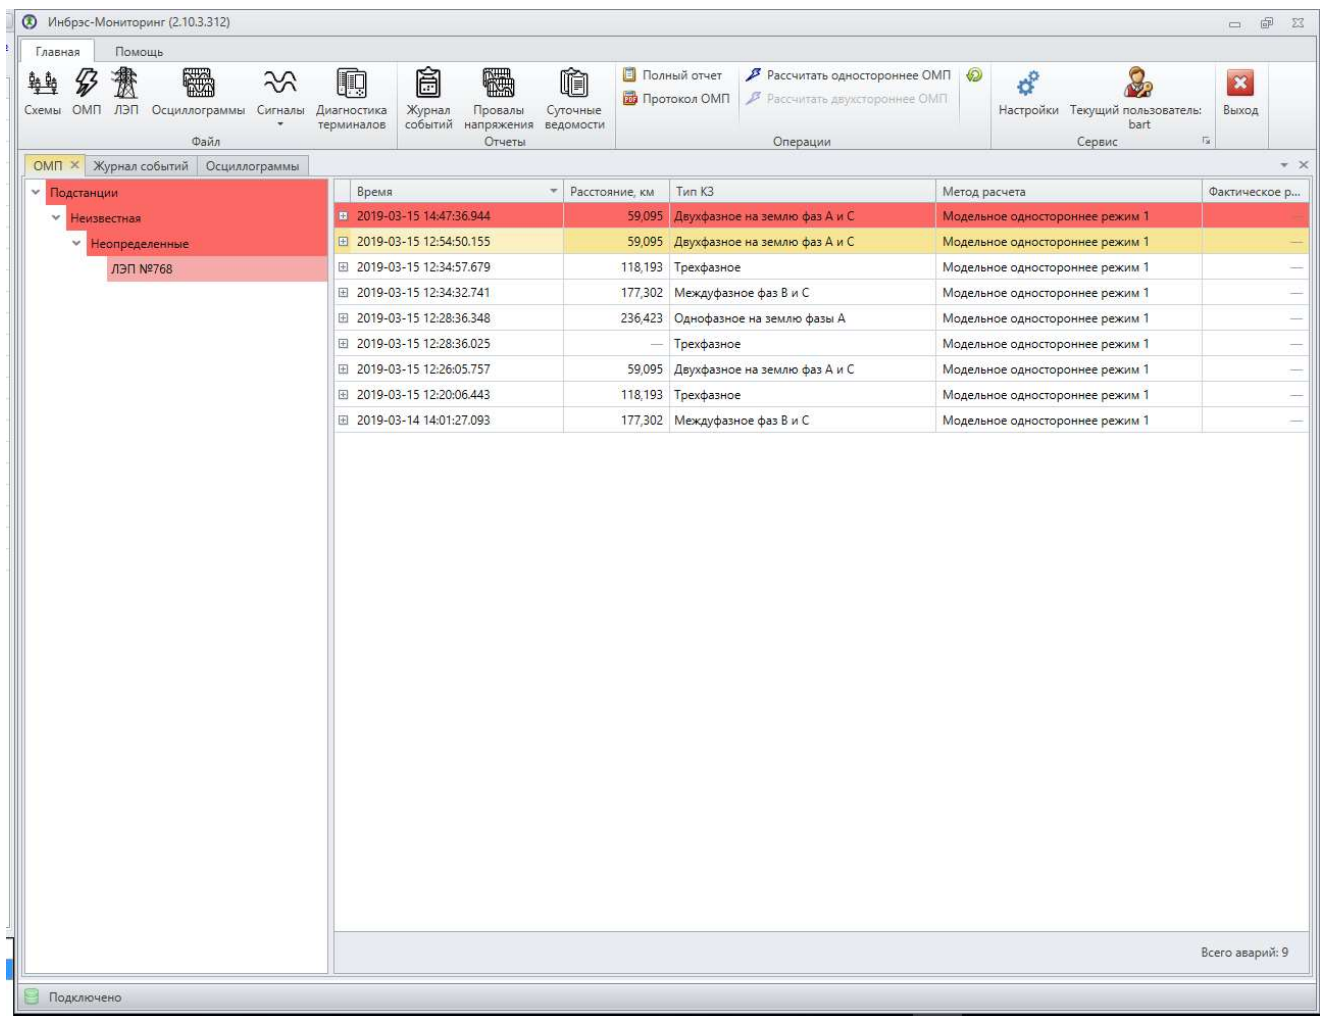 Инбрэс-Мониторинг (2.10.3.312)
Главная Помощь
Схемы ОМП ЛЭП Осциллограммы Сигналы Диагностика терминалов
Файл
Журнал событий Провалы напряжения Суточные ведомости
Отчеты
Полный отчет Рассчитать одностороннее ОМП
Протокол ОМП Рассчитать двухстороннее ОМП
Операции
Настройки Текущий пользователь: bart
Сервис
Выход
ОМП Журнал событий Осциллограммы
Подстанции
Неизвестная
Неопределенные
ЛЭП №768
Время Расстояние, км Тип КЗ Метод расчета Фактическое р...
2019-03-15 14:47:36.944 59,095 Двухфазное на землю фаз А и С Модельное одностороннее режим 1 —
2019-03-15 12:54:50.155 59,095 Двухфазное на землю фаз А и С Модельное одностороннее режим 1 —
2019-03-15 12:34:57.679 118,193 Трехфазное Модельное одностороннее режим 1 —
2019-03-15 12:34:32.741 177,302 Междуфазное фаз В и С Модельное одностороннее режим 1 —
2019-03-15 12:28:36.348 236,423 Однофазное на землю фазы А Модельное одностороннее режим 1 —
2019-03-15 12:28:36.025 — Трехфазное Модельное одностороннее режим 1 —
2019-03-15 12:26:05.757 59,095 Двухфазное на землю фаз А и С Модельное одностороннее режим 1 —
2019-03-15 12:20:06.443 118,193 Трехфазное Модельное одностороннее режим 1 —
2019-03-14 14:01:27.093 177,302 Междуфазное фаз В и С Модельное одностороннее режим 1 —
Всего аварий: 9
Подключено